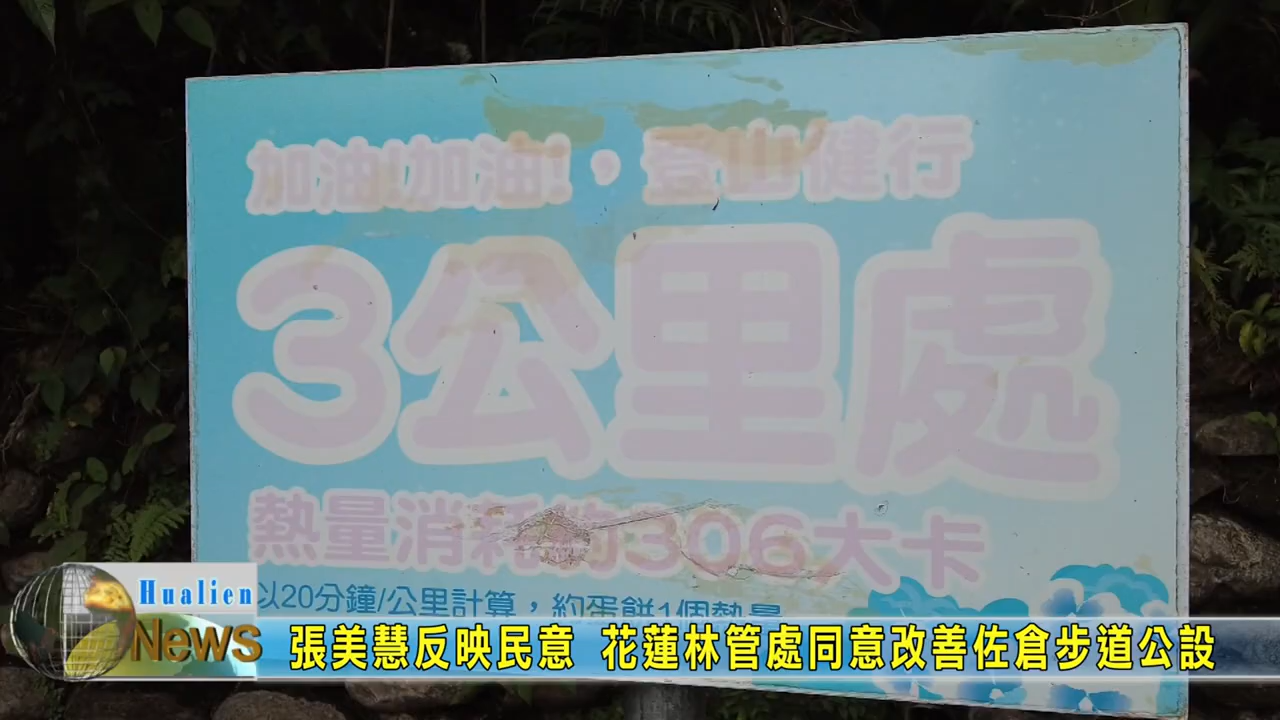 加油!加油!，登山健行
3公里處
熱量消耗約306大卡
以20分鐘/公里計算，約蛋餅1個熱量
Hualien
News
張美慧反映民意 花蓮林管處同意改善佐倉步道公設